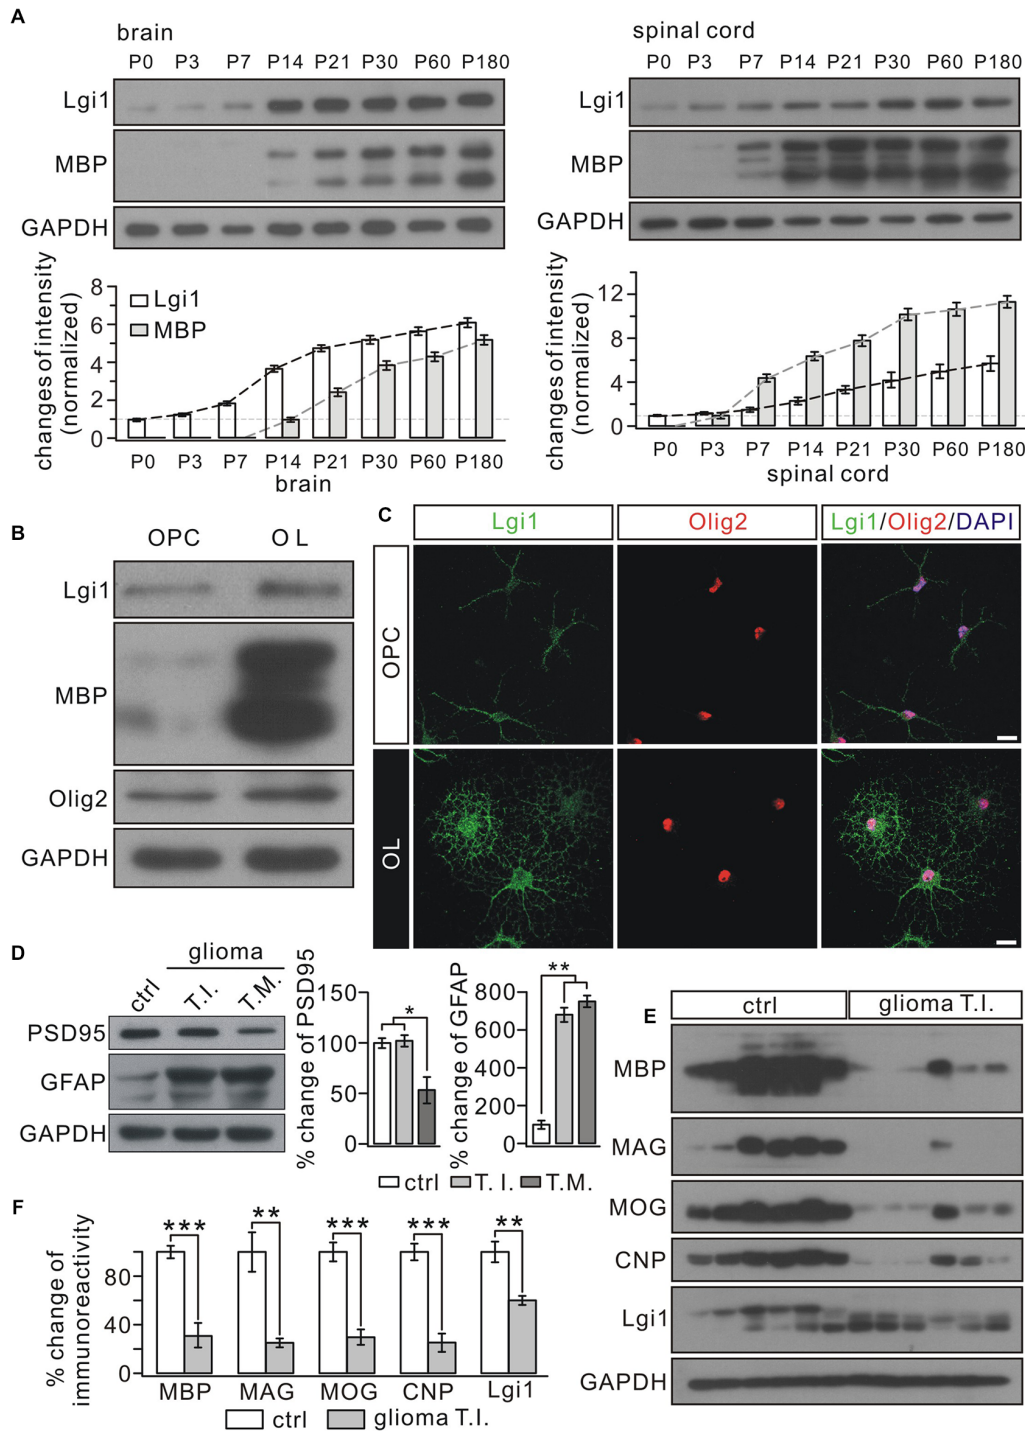 A
brain
P0 P3 P7 P14 P21 P30 P60 P180
Lgi1
MBP
GAPDH
spinal cord
P0 P3 P7 P14 P21 P30 P60 P180
Lgi1
MBP
GAPDH
changes of intensity
(normalized)
8
6
4
2
0
Lgi1
MBP
P0 P3 P7 P14 P21 P30 P60 P180
brain
changes of intensity
(normalized)
12
8
4
0
P0 P3 P7 P14 P21 P30 P60 P180
spinal cord
B
OPC OL
Lgi1
MBP
Olig2
GAPDH
C
Lgi1 Olig2 Lgi1/Olig2/DAPI
OPC
OL
D
glioma
ctrl T.I. T.M.
PSD95
GFAP
GAPDH
% change of PSD95
150
100
50
0
*
% change of GFAP
800
600
400
200
0
**
ctrl T. I. T.M.
E
ctrl glioma T.I.
MBP
MAG
MOG
CNP
Lgi1
GAPDH
F
% change of
immunoreactivity
80
40
0
*** ** *** *** **
MBP MAG MOG CNP Lgi1
ctrl glioma T.I.